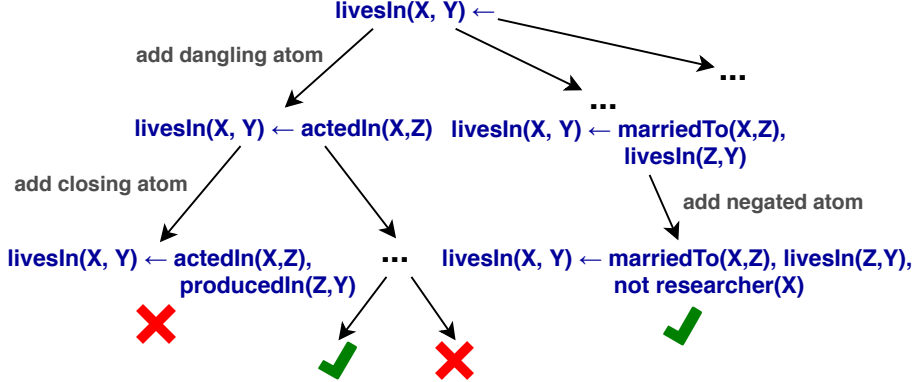 livesIn(X, Y) ←
add dangling atom
...
...
livesIn(X, Y) ← actedIn(X,Z)
livesIn(X, Y) ← marriedTo(X,Z),
livesIn(Z,Y)
add closing atom
add negated atom
livesIn(X, Y) ← actedIn(X,Z),
producedIn(Z,Y)
...
livesIn(X, Y) ← marriedTo(X,Z), livesIn(Z,Y),
not researcher(X)